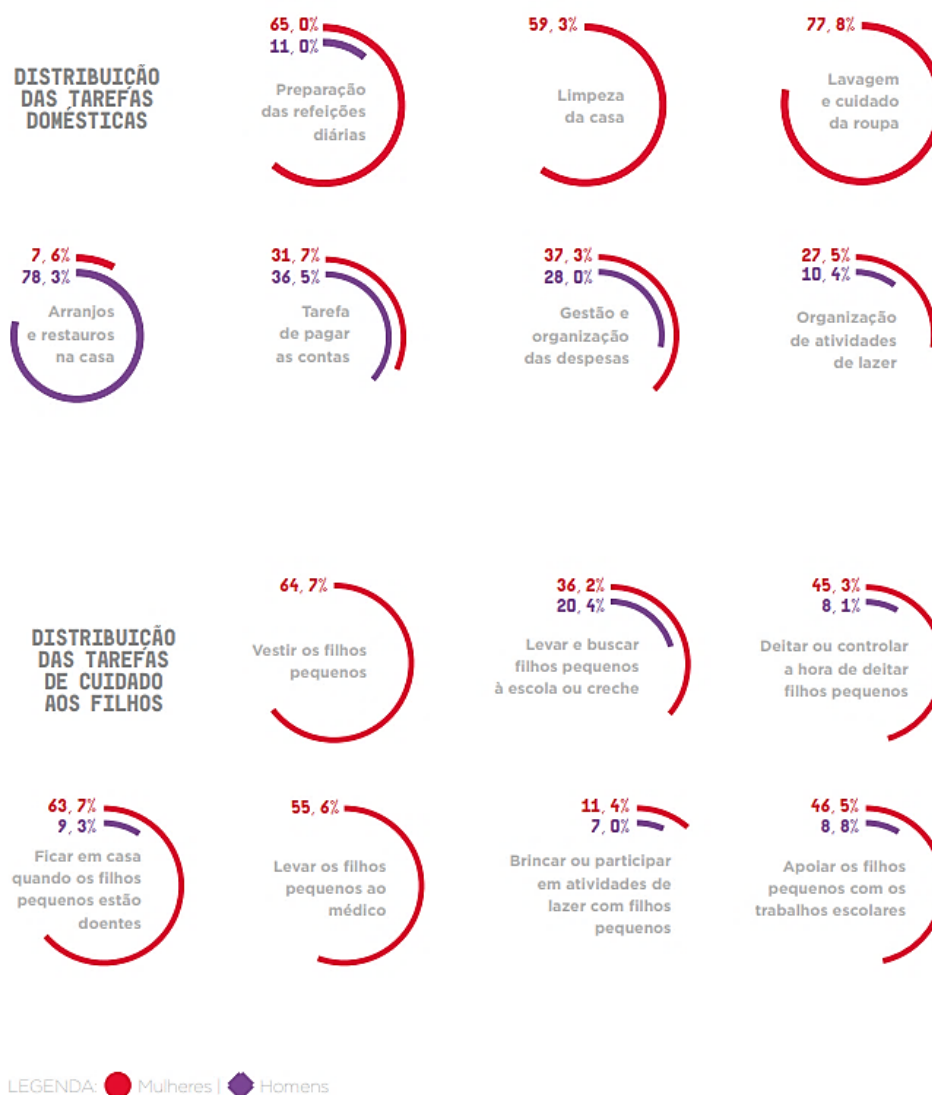 DISTRIBUIÇÃO
DAS TAREFAS
DOMÉSTICAS
65, 0%
11, 0%
Preparação
das refeições
diárias
59, 3%
Limpeza
da casa
77, 8%
Lavagem
e cuidado
da roupa
7, 6%
78, 3%
Arranjos
e restauros
na casa
31, 7%
36, 5%
Tarefa
de pagar
as contas
37, 3%
28, 0%
Gestão e
organização
das despesas
27, 5%
10, 4%
Organização
de atividades
de lazer
DISTRIBUIÇÃO
DAS TAREFAS
DE CUIDADO
AOS FILHOS
64, 7%
Vestir os filhos
pequenos
36, 2%
20, 4%
Levar e buscar
filhos pequenos
à escola ou creche
45, 3%
8, 1%
Deitar ou controlar
a hora de deitar
filhos pequenos
63, 7%
9, 3%
Ficar em casa
quando os filhos
pequenos estão
doentes
55, 6%
Levar os filhos
pequenos ao
médico
11, 4%
7, 0%
Brincar ou participar
em atividades de
lazer com filhos
pequenos
46, 5%
8, 8%
Apoiar os filhos
pequenos com os
trabalhos escolares
LEGENDA: Mulheres | Homens